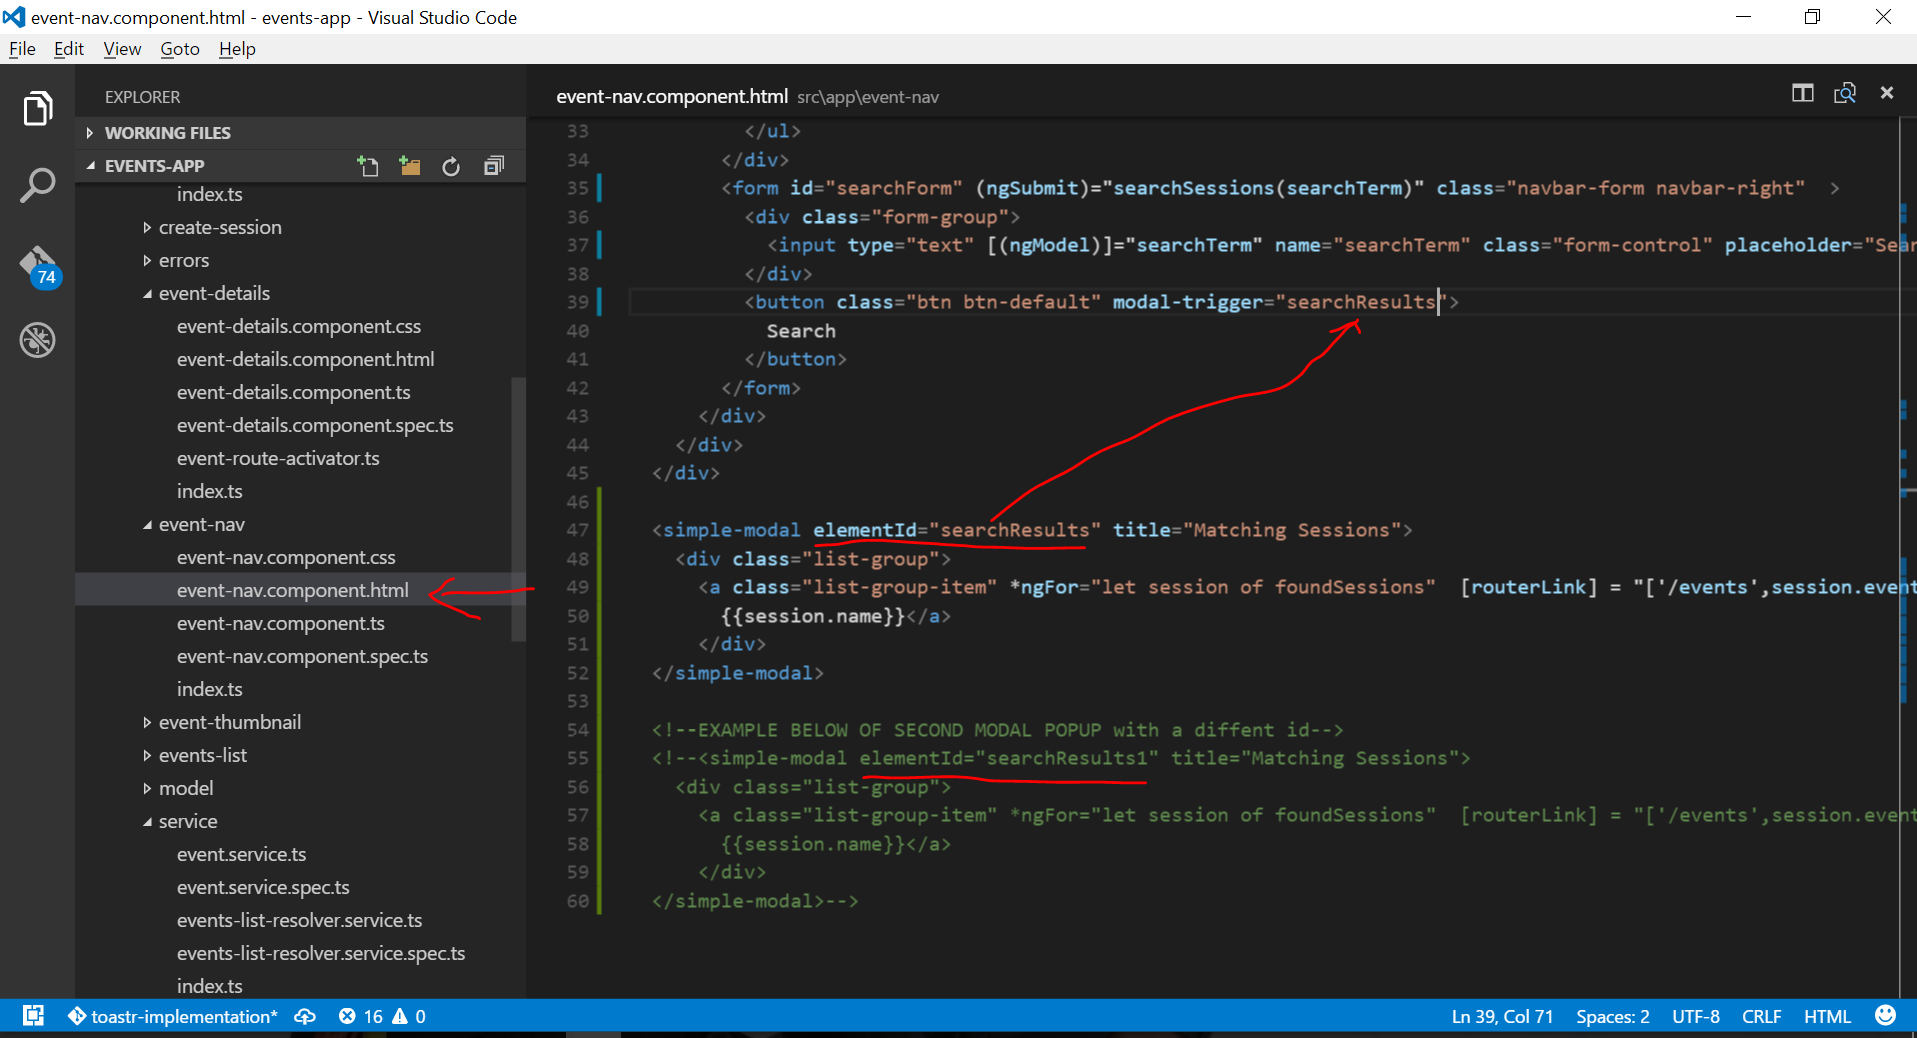 event-nav.component.html - events-app - Visual Studio Code
File Edit View Goto Help
EXPLORER
WORKING FILES
EVENTS-APP
index.ts
create-session
errors
74
event-details
event-details.component.css
event-details.component.html
event-details.component.ts
event-details.component.spec.ts
event-route-activator.ts
index.ts
event-nav
event-nav.component.css
event-nav.component.html
event-nav.component.ts
event-nav.component.spec.ts
index.ts
event-thumbnail
events-list
model
service
event.service.ts
event.service.spec.ts
events-list-resolver.service.ts
events-list-resolver.service.spec.ts
index.ts
event-nav.component.html src\app\event-nav
33 </ul>
34 </div>
35 <form id="searchForm" (ngSubmit)="searchSessions(searchTerm)" class="navbar-form navbar-right" >
36 <div class="form-group">
37 <input type="text" [(ngModel)]="searchTerm" name="searchTerm" class="form-control" placeholder="Sear
38 </div>
39 <button class="btn btn-default" modal-trigger="searchResults">
40 Search
41 </button>
42 </form>
43 </div>
44 </div>
45 </div>
46
47 <simple-modal elementId="searchResults" title="Matching Sessions">
48 <div class="list-group">
49 <a class="list-group-item" *ngFor="let session of foundSessions" [routerLink] = "['/events',session.event
50 {{session.name}}</a>
51 </div>
52 </simple-modal>
53
54 <!--EXAMPLE BELOW OF SECOND MODAL POPUP with a diffent id-->
55 <!--<simple-modal elementId="searchResults1" title="Matching Sessions">
56 <div class="list-group">
57 <a class="list-group-item" *ngFor="let session of foundSessions" [routerLink] = "['/events',session.event
58 {{session.name}}</a>
59 </div>
60 </simple-modal>-->
toastr-implementation* 16 0 Ln 39, Col 71 Spaces: 2 UTF-8 CRLF HTML